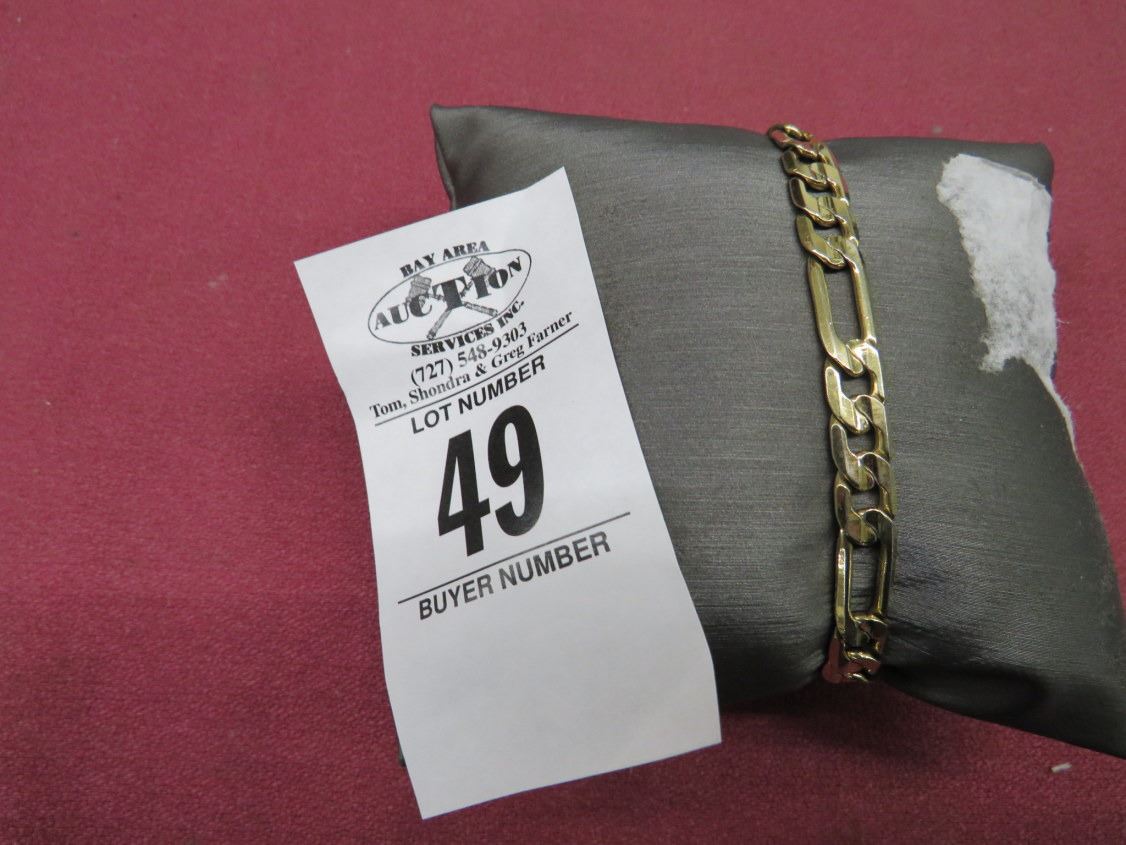 BAY AREA
AUCTION
SERVICES INC.
(727) 548-9303
Tom, Shondra & Greg Farner
LOT NUMBER
49
BUYER NUMBER